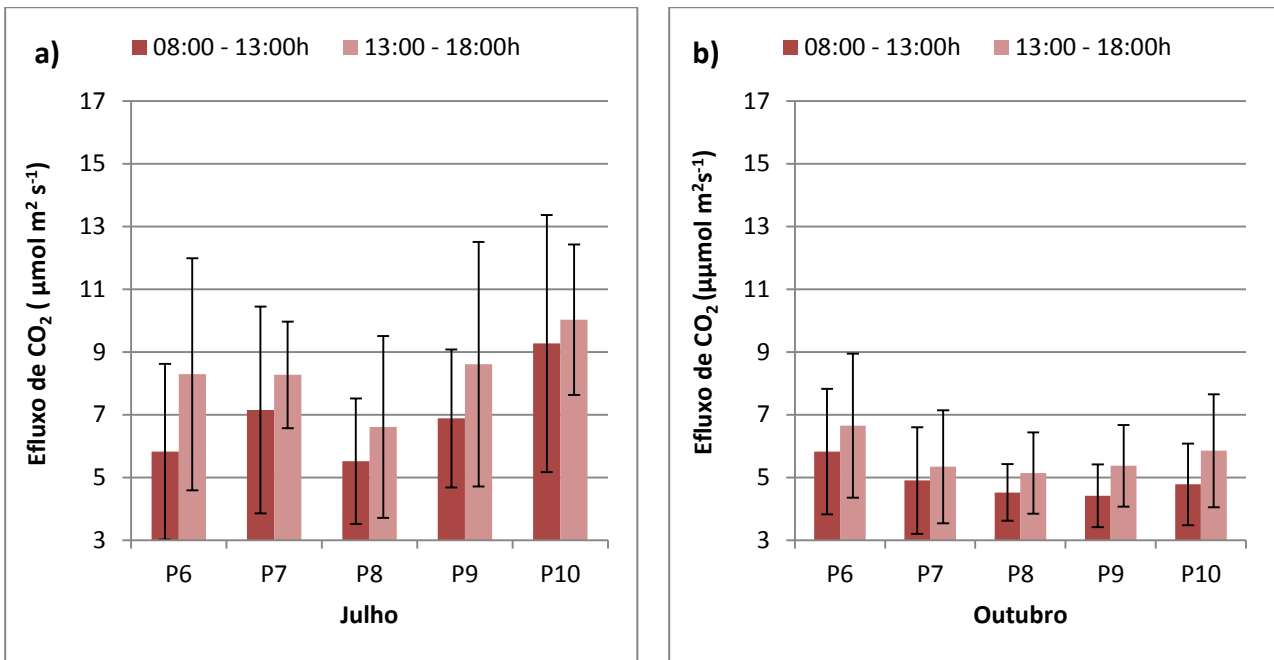 a)
08:00 - 13:00h 13:00 - 18:00h
Efluxo de CO₂ ( μmol m² s⁻¹)
17
15
13
11
9
7
5
3
P6 P7 P8 P9 P10
Julho
b)
08:00 - 13:00h 13:00 - 18:00h
Efluxo de CO₂ (μμmol m²s⁻¹)
17
15
13
11
9
7
5
3
P6 P7 P8 P9 P10
Outubro